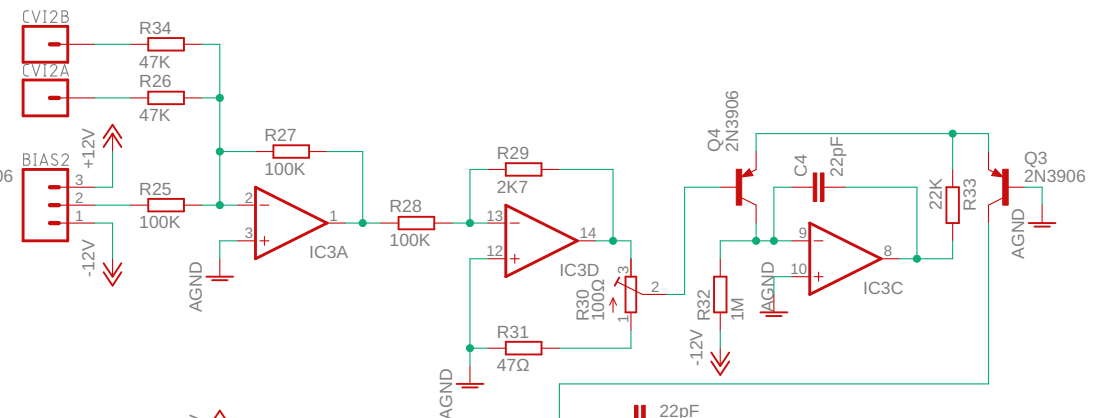 CVI2B
R34
47K
CVI2A
R26
47K
+12V
R27
100K
BIAS2
06
3
2
1
R25
100K
-12V
2
3
1
IC3A
AGND
R28
100K
R29
2K7
13
12
14
IC3D
R30
100Ω
3
2
1
R31
47Ω
AGND
Q4
2N3906
C4
22pF
9
10
8
IC3C
AGND
R32
1M
-12V
22K
R33
Q3
2N3906
AGND
22pF